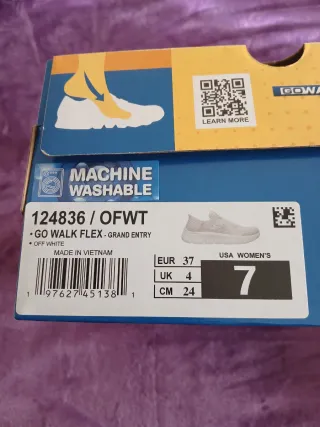 LEARN MORE
GOWA
MACHINE
WASHABLE
124836 / OFWT
• GO WALK FLEX - GRAND ENTRY
• OFF WHITE
MADE IN VIETNAM
EUR 37
UK 4
CM 24
USA WOMEN'S
7
1 97627 45138 1